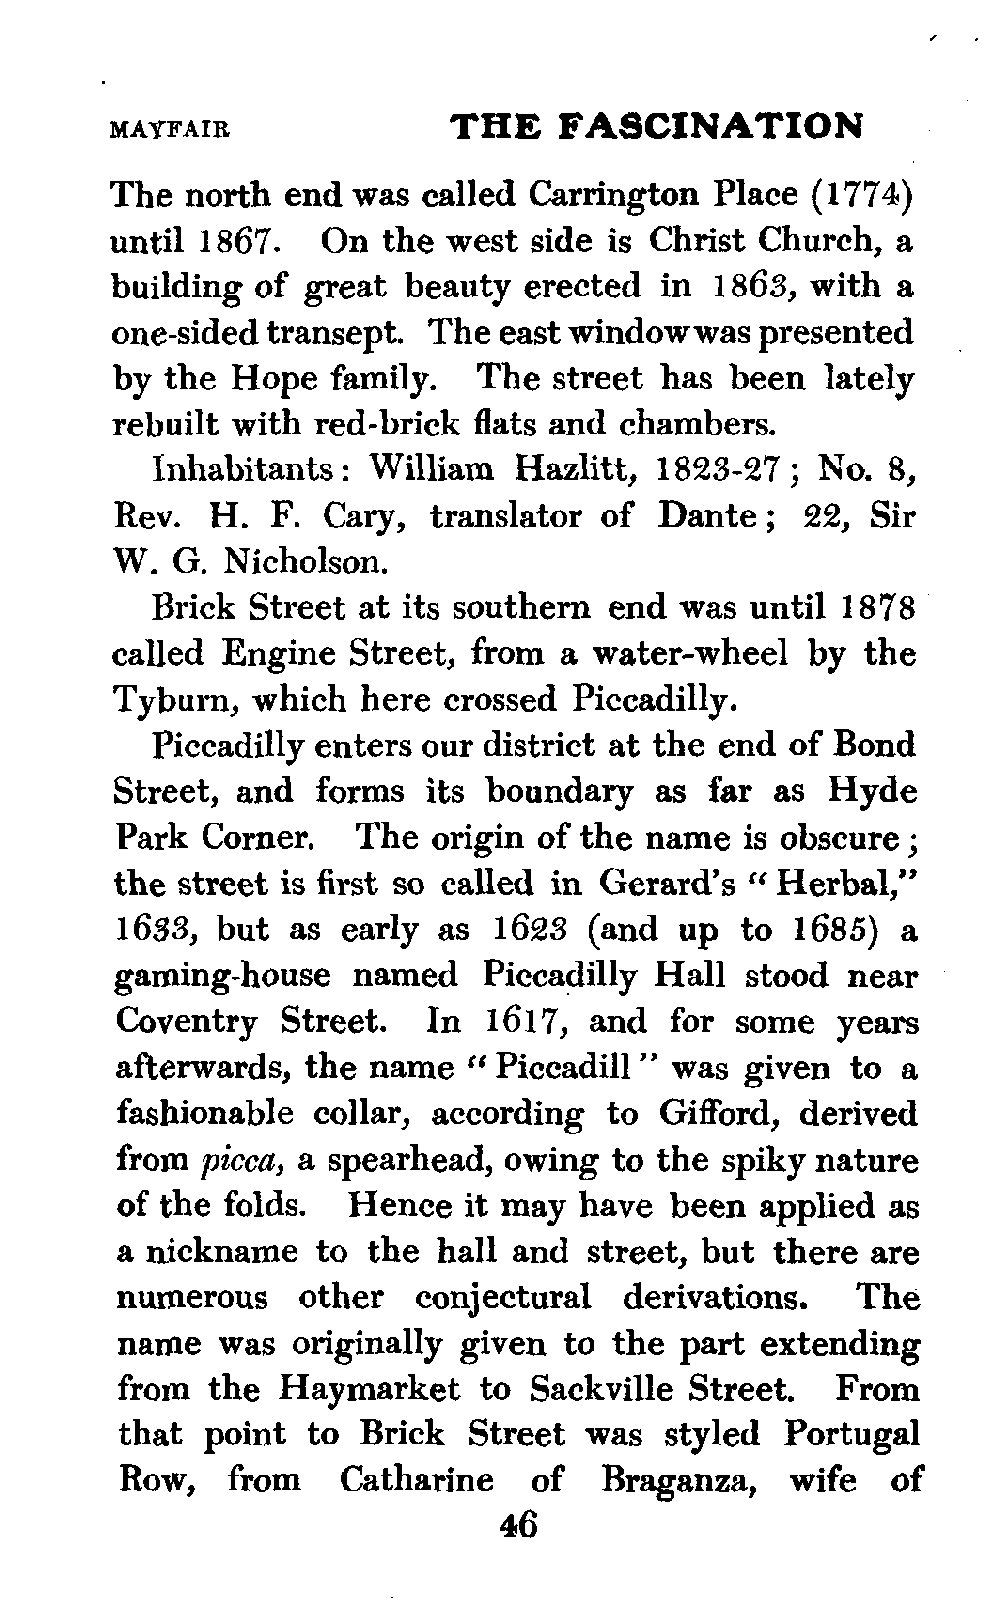 MAYFAIR THE FASCINATION
The north end was called Carrington Place (1774)
until 1867. On the west side is Christ Church, a
building of great beauty erected in 1863, with a
one-sided transept. The east window was presented
by the Hope family. The street has been lately
rebuilt with red-brick flats and chambers.
Inhabitants: William Hazlitt, 1823-27; No. 8,
Rev. H. F. Cary, translator of Dante; 22, Sir
W. G. Nicholson.
Brick Street at its southern end was until 1878
called Engine Street, from a water-wheel by the
Tyburn, which here crossed Piccadilly.
Piccadilly enters our district at the end of Bond
Street, and forms its boundary as far as Hyde
Park Corner. The origin of the name is obscure;
the street is first so called in Gerard's "Herbal,"
1633, but as early as 1623 (and up to 1685) a
gaming-house named Piccadilly Hall stood near
Coventry Street. In 1617, and for some years
afterwards, the name "Piccadill" was given to a
fashionable collar, according to Gifford, derived
from picca, a spearhead, owing to the spiky nature
of the folds. Hence it may have been applied as
a nickname to the hall and street, but there are
numerous other conjectural derivations. The
name was originally given to the part extending
from the Haymarket to Sackville Street. From
that point to Brick Street was styled Portugal
Row, from Catharine of Braganza, wife of
46